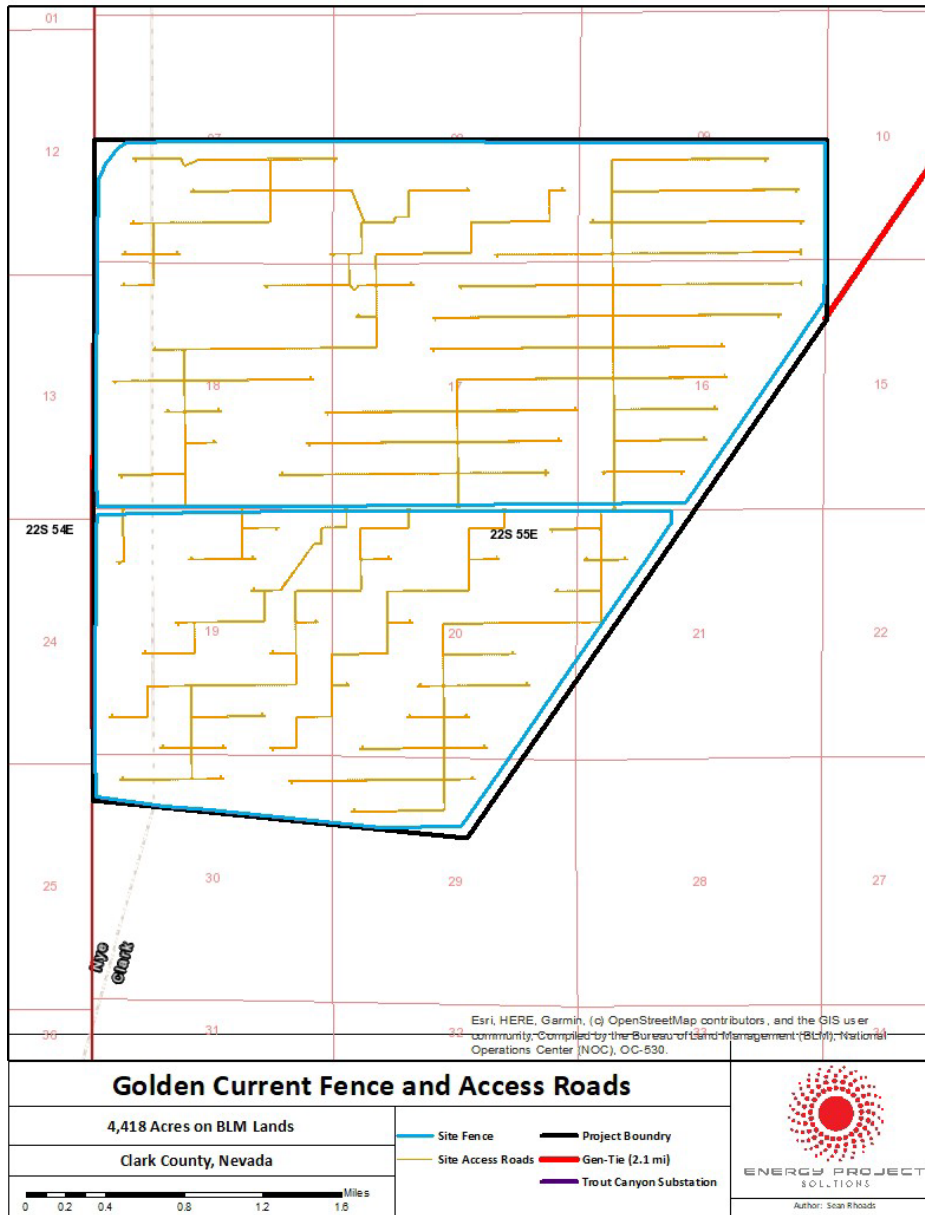 01
07
08
09
10
12
13
18
17
16
15
22S 54E
22S 55E
24
19
20
21
22
25
30
29
28
27
Nye
Clark
36
31
32
34
Esri, HERE, Garmin, (c) OpenStreetMap contributors, and the GIS user
community, Compiled by the Bureau of Land Management (BLM), National
Operations Center (NOC), OC-530.
Golden Current Fence and Access Roads
4,418 Acres on BLM Lands
Clark County, Nevada
Miles
0 0.2 0.4 0.8 1.2 1.6
Site Fence
Site Access Roads
Project Boundry
Gen-Tie (2.1 mi)
Trout Canyon Substation
ENERGY PROJECT
SOLUTIONS
Author: Sean Rhoads